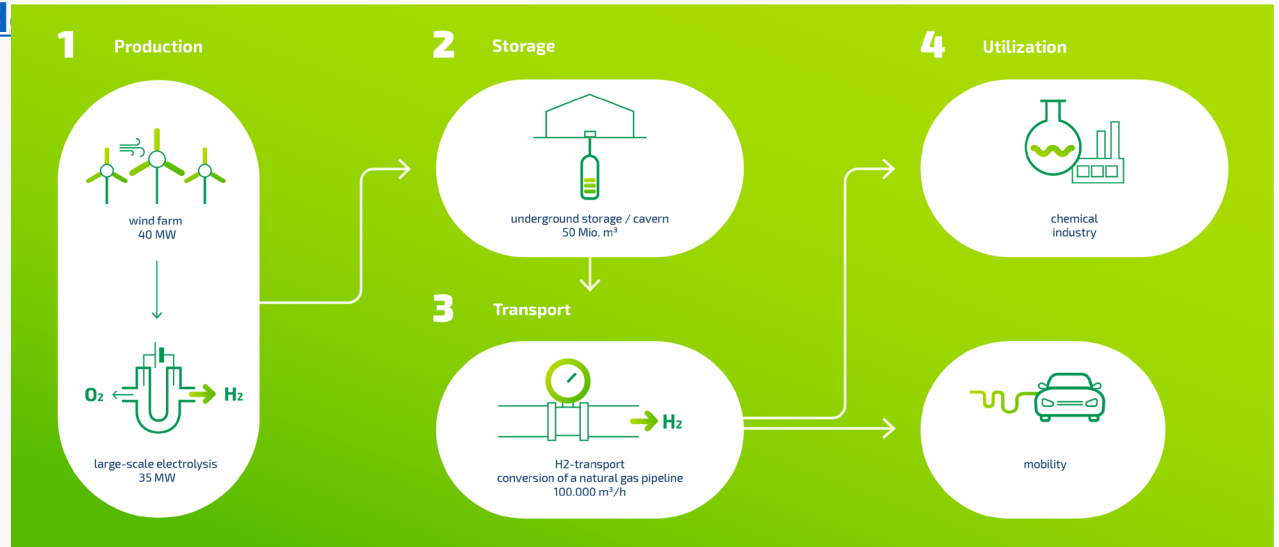 1 Production
wind farm
40 MW
O₂
H₂
large-scale electrolysis
35 MW
2 Storage
underground storage / cavern
50 Mio. m³
3 Transport
H₂
H2-transport
conversion of a natural gas pipeline
100.000 m³/h
4 Utilization
chemical
industry
mobility